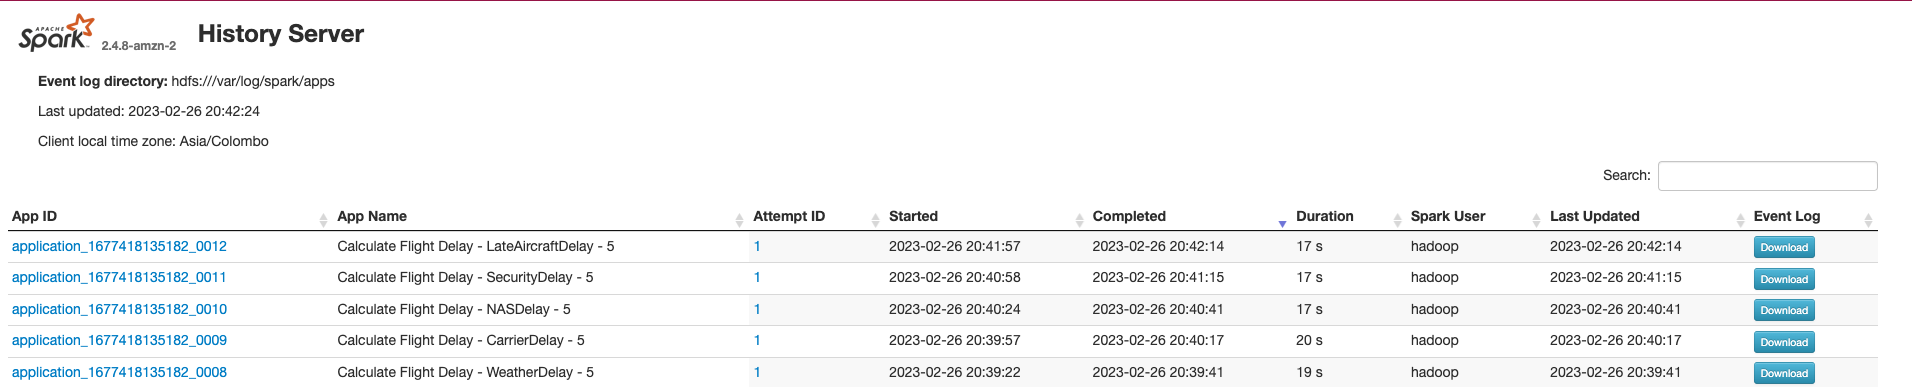 APACHE
Spark 2.4.8-amzn-2 History Server
Event log directory: hdfs:///var/log/spark/apps
Last updated: 2023-02-26 20:42:24
Client local time zone: Asia/Colombo
Search:
App ID App Name Attempt ID Started Completed Duration Spark User Last Updated Event Log
application_1677418135182_0012 Calculate Flight Delay - LateAircraftDelay - 5 1 2023-02-26 20:41:57 2023-02-26 20:42:14 17 s hadoop 2023-02-26 20:42:14 Download
application_1677418135182_0011 Calculate Flight Delay - SecurityDelay - 5 1 2023-02-26 20:40:58 2023-02-26 20:41:15 17 s hadoop 2023-02-26 20:41:15 Download
application_1677418135182_0010 Calculate Flight Delay - NASDelay - 5 1 2023-02-26 20:40:24 2023-02-26 20:40:41 17 s hadoop 2023-02-26 20:40:41 Download
application_1677418135182_0009 Calculate Flight Delay - CarrierDelay - 5 1 2023-02-26 20:39:57 2023-02-26 20:40:17 20 s hadoop 2023-02-26 20:40:17 Download
application_1677418135182_0008 Calculate Flight Delay - WeatherDelay - 5 1 2023-02-26 20:39:22 2023-02-26 20:39:41 19 s hadoop 2023-02-26 20:39:41 Download